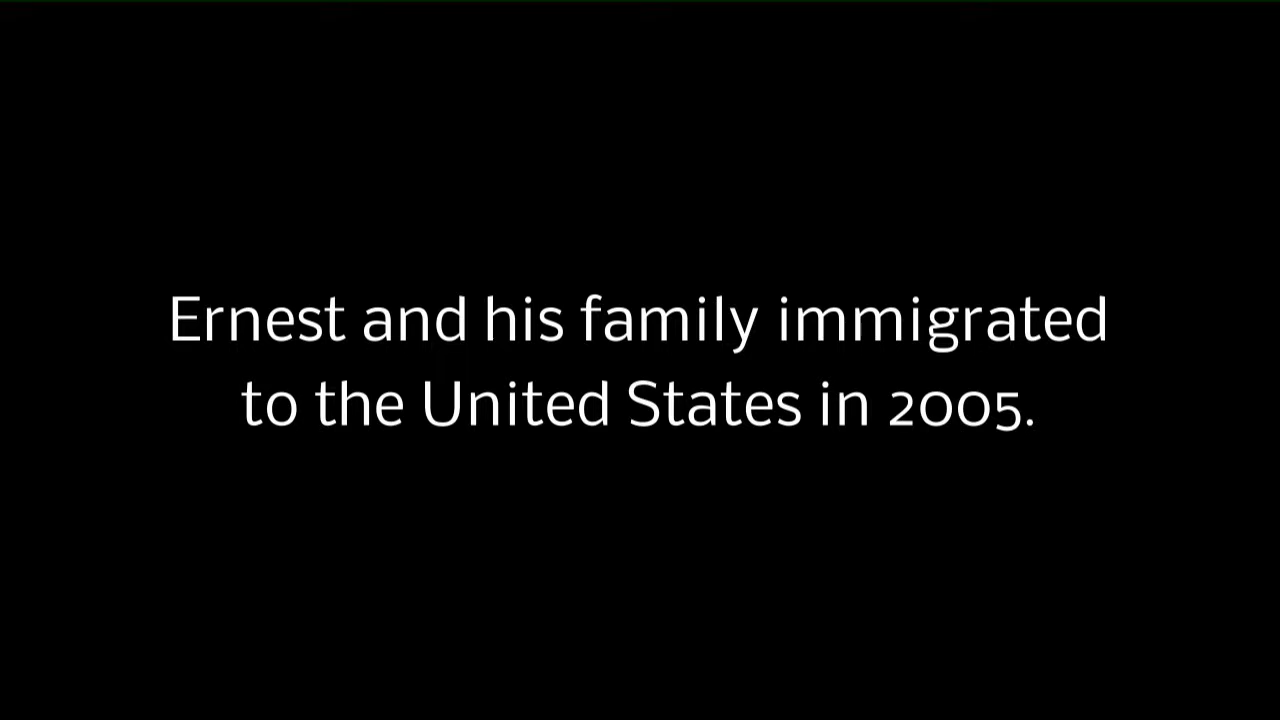 Ernest and his family immigrated
to the United States in 2005.